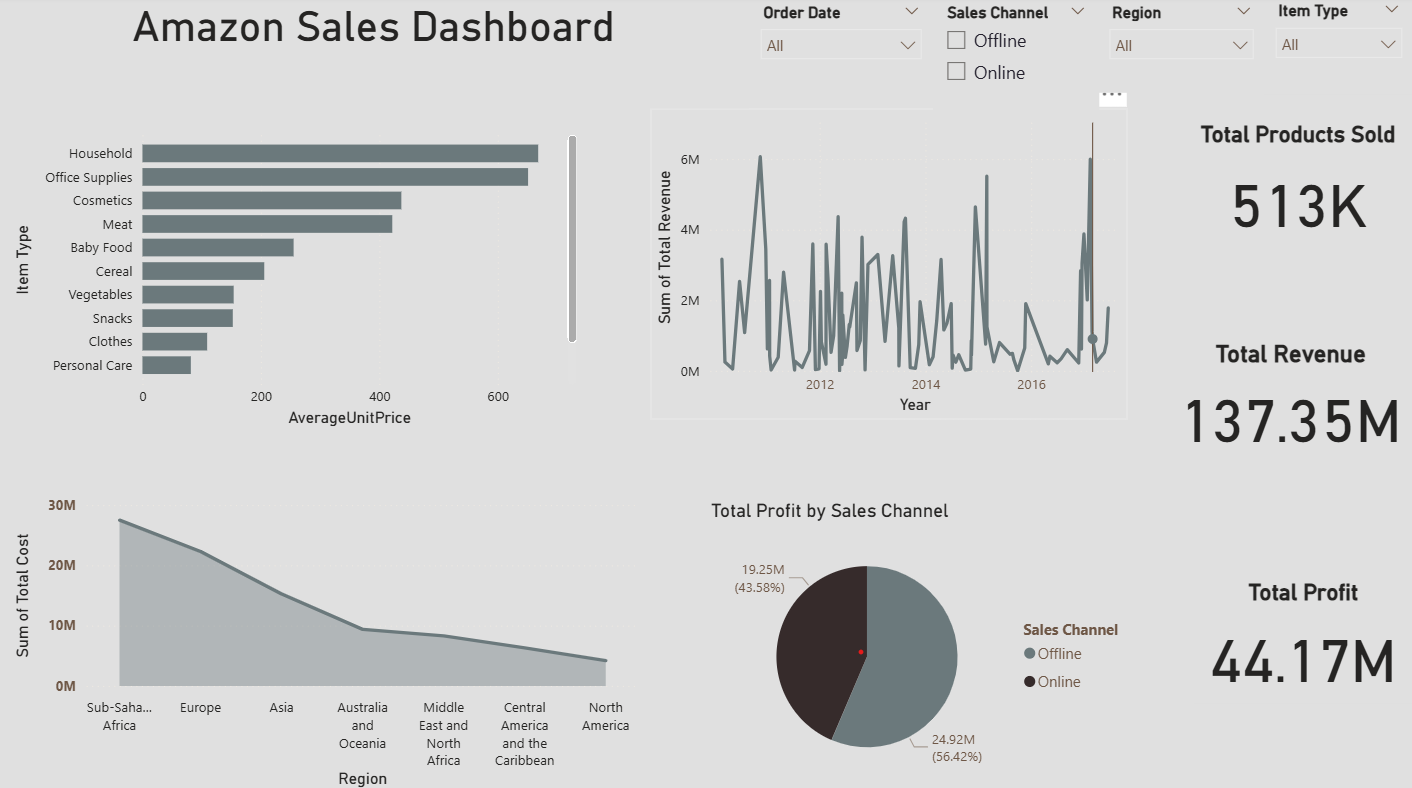 Amazon Sales Dashboard
Order Date
All
Sales Channel
Offline
Online
Region
All
Item Type
All
Item Type
Household
Office Supplies
Cosmetics
Meat
Baby Food
Cereal
Vegetables
Snacks
Clothes
Personal Care
0 200 400 600
AverageUnitPrice
Sum of Total Revenue
6M
4M
2M
0M
2012 2014 2016
Year
Total Products Sold
513K
Total Revenue
137.35M
Sum of Total Cost
30M
20M
10M
0M
Sub-Saha...
Africa
Europe
Asia
Australia
and
Oceania
Middle
East and
North
Africa
Central
America
and the
Caribbean
North
America
Region
Total Profit by Sales Channel
19.25M
(43.58%)
24.92M
(56.42%)
Sales Channel
Offline
Online
Total Profit
44.17M